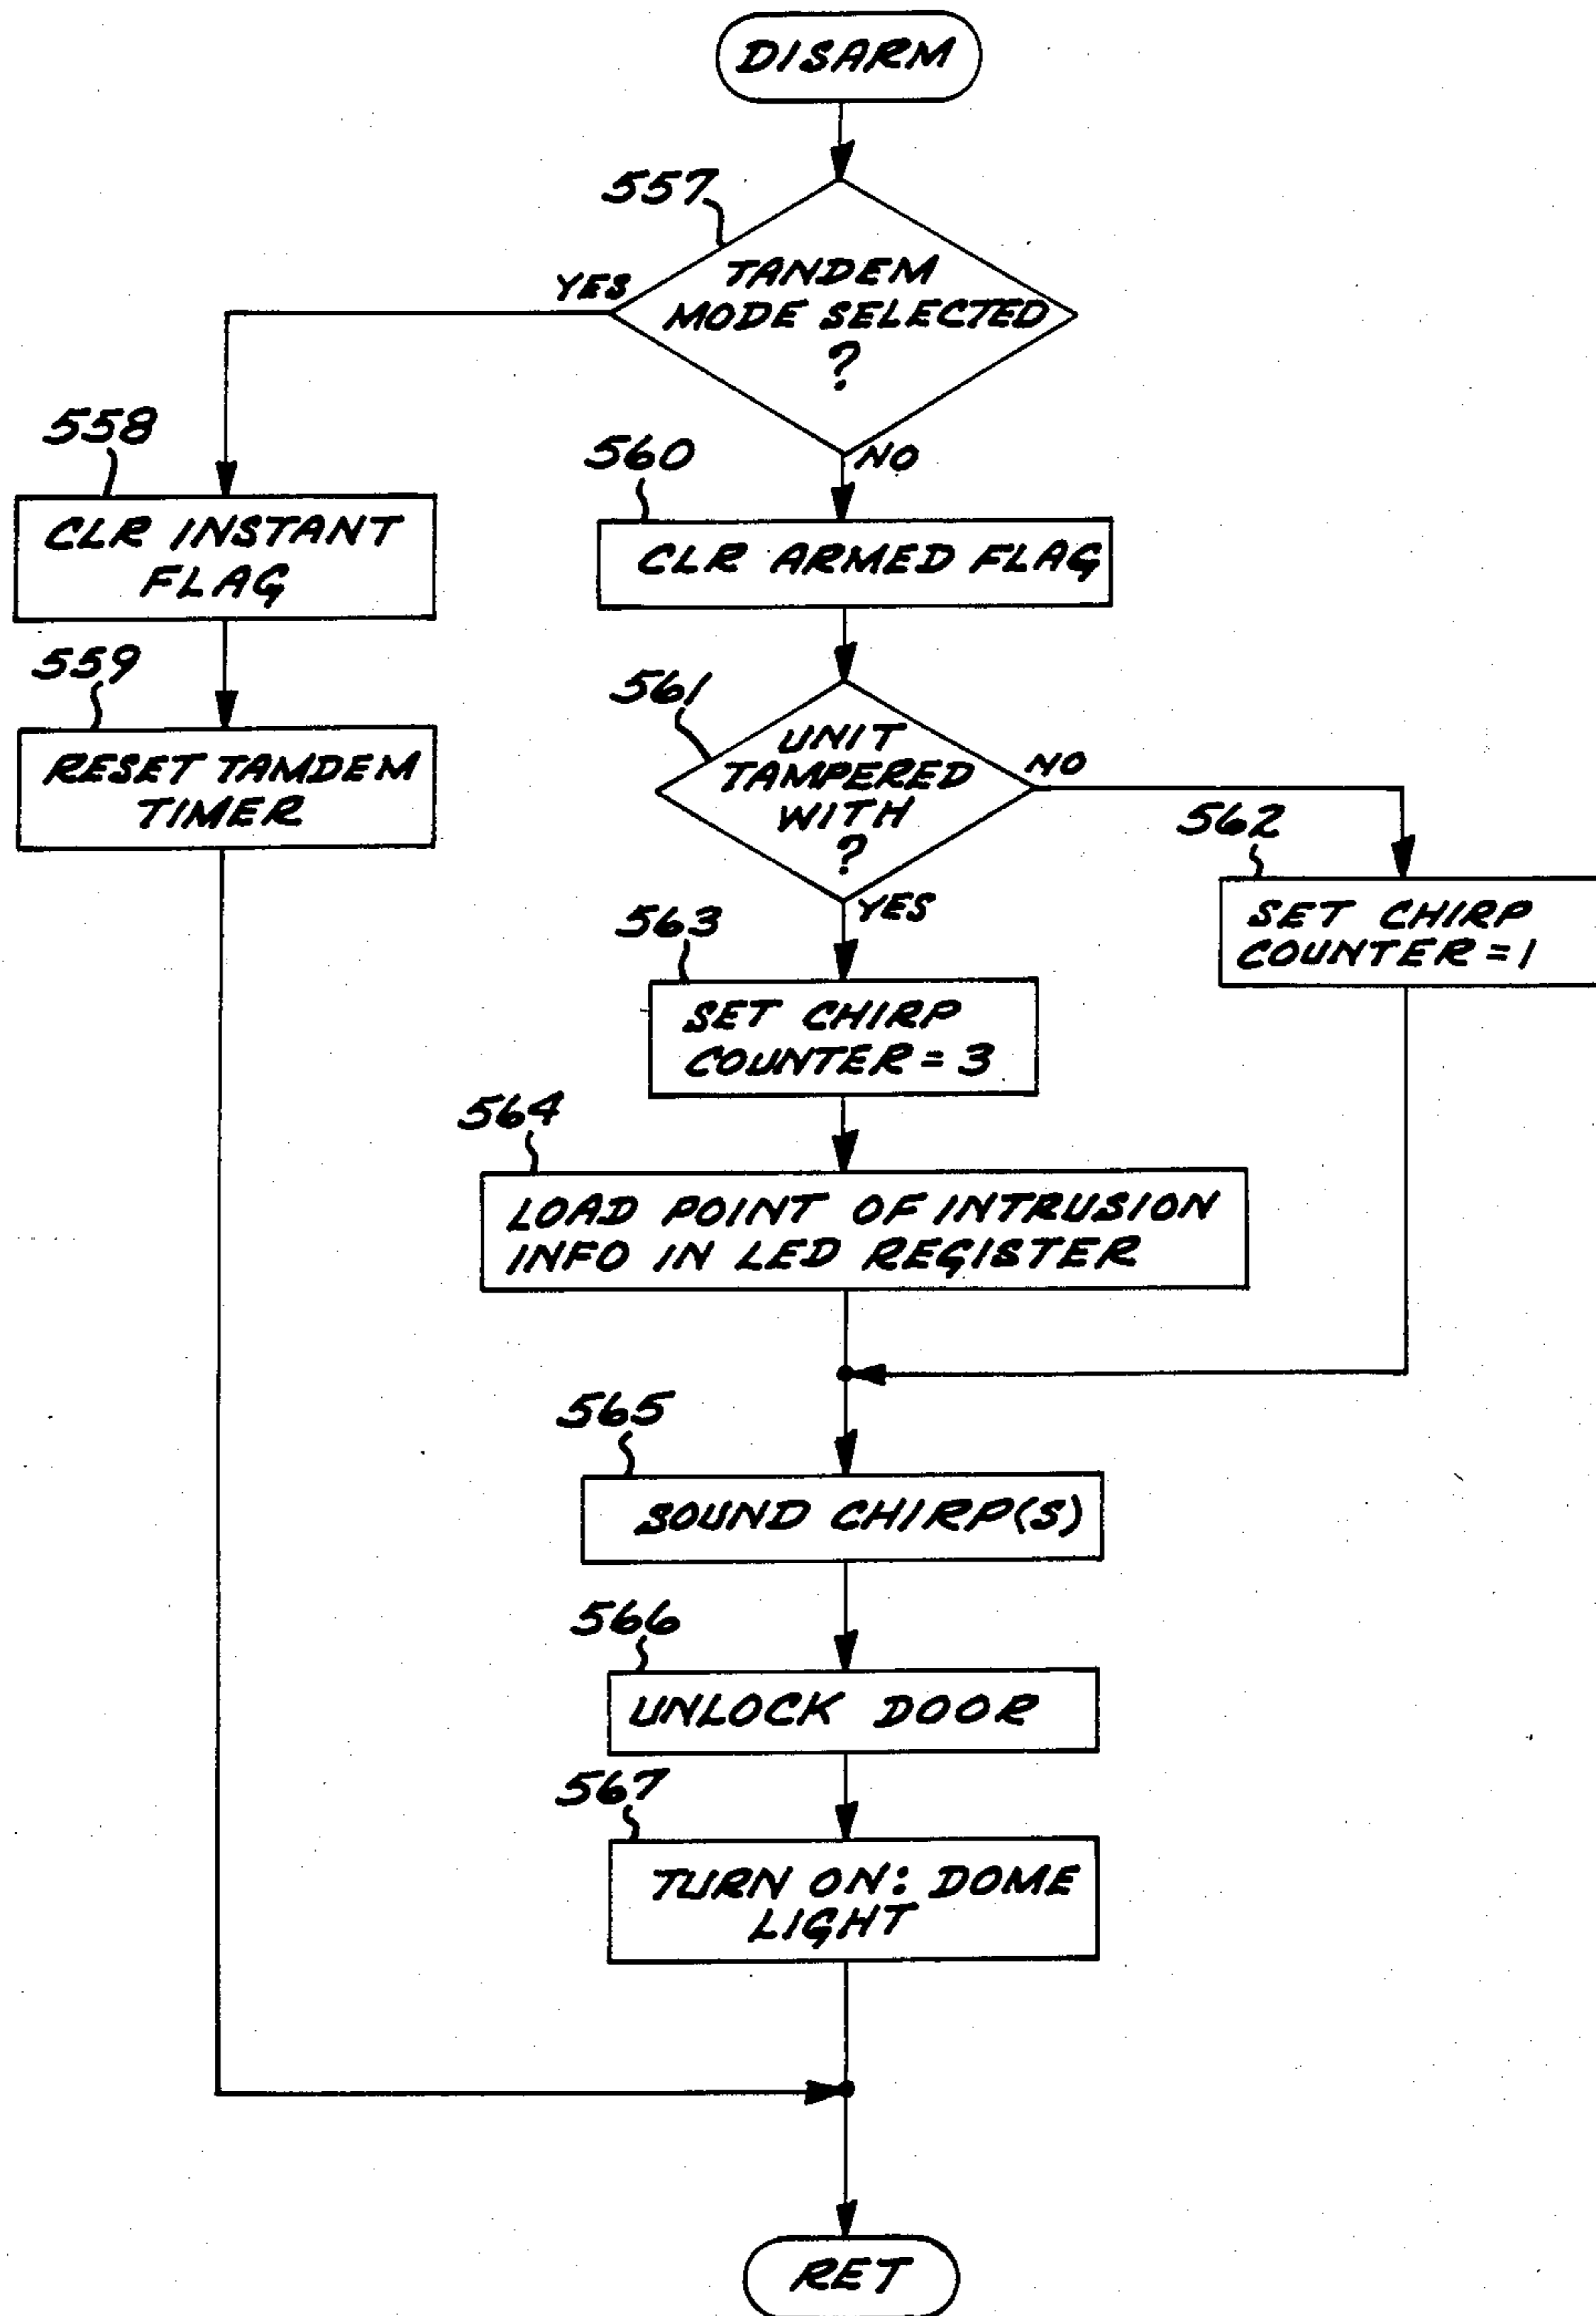 DISARM
557
TANDEM
MODE SELECTED
?
YES
NO
558
CLR INSTANT
FLAG
559
RESET TAMDEM
TIMER
560
CLR ARMED FLAG
561
UNIT
TAMPERED
WITH
?
NO
YES
562
SET CHIRP
COUNTER=1
563
SET CHIRP
COUNTER=3
564
LOAD POINT OF INTRUSION
INFO IN LED REGISTER
565
SOUND CHIRP(S)
566
UNLOCK DOOR
567
TURN ON: DOME
LIGHT
RET